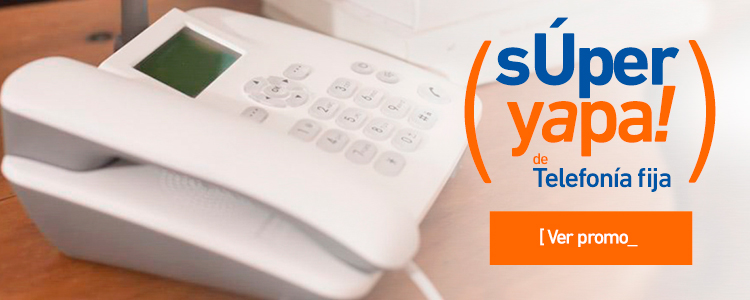 (sÚper
yapa!)
de
Telefonía fija
[ Ver promo_